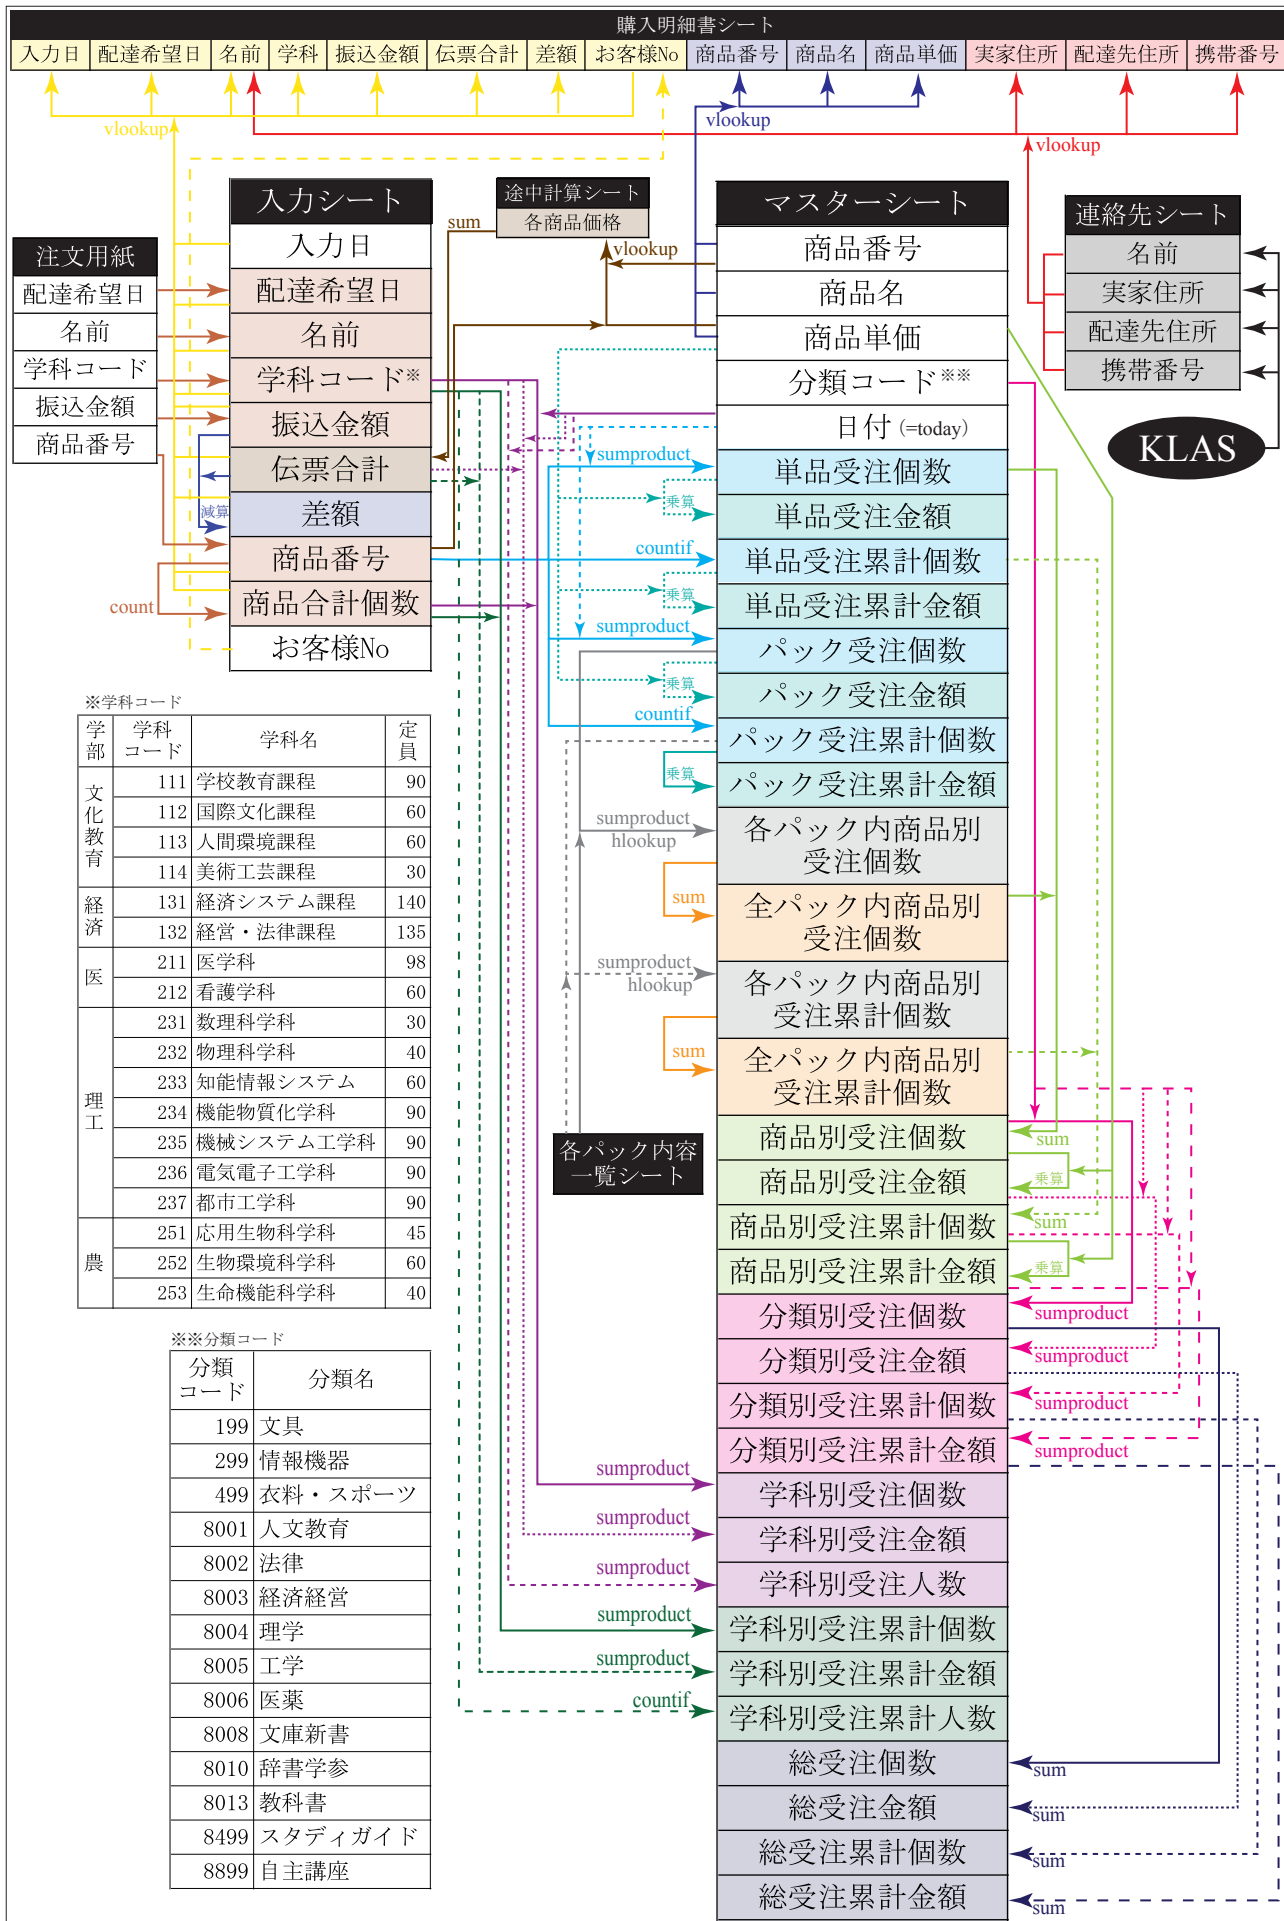 購入明細書シート
入力日 配達希望日 名前 学科 振込金額 伝票合計 差額 お客様No 商品番号 商品名 商品単価 実家住所 配達先住所 携帯番号
vlookup
vlookup
vlookup
注文用紙
配達希望日
名前
学科コード
振込金額
商品番号
入力シート
入力日
配達希望日
名前
学科コード※
振込金額
伝票合計
差額
商品番号
商品合計個数
お客様No
減算
count
途中計算シート
各商品価格
sum
vlookup
マスターシート
商品番号
商品名
商品単価
分類コード※※
日付 (=today)
単品受注個数
単品受注金額
単品受注累計個数
単品受注累計金額
パック受注個数
パック受注金額
パック受注累計個数
パック受注累計金額
各パック内商品別
受注個数
全パック内商品別
受注個数
各パック内商品別
受注累計個数
全パック内商品別
受注累計個数
商品別受注個数
商品別受注金額
商品別受注累計個数
商品別受注累計金額
分類別受注個数
分類別受注金額
分類別受注累計個数
分類別受注累計金額
学科別受注個数
学科別受注金額
学科別受注人数
学科別受注累計個数
学科別受注累計金額
学科別受注累計人数
総受注個数
総受注金額
総受注累計個数
総受注累計金額
連絡先シート
名前
実家住所
配達先住所
携帯番号
KLAS
sumproduct
乗算
countif
乗算
sumproduct
乗算
countif
乗算
sumproduct
hlookup
sum
sumproduct
hlookup
sum
各パック内容
一覧シート
sum
乗算
sum
乗算
sumproduct
sumproduct
sumproduct
sumproduct
sumproduct
sumproduct
sumproduct
sumproduct
sumproduct
countif
sum
sum
sum
sum
※学科コード
学部 学科コード 学科名 定員
文化教育 111 学校教育課程 90
112 国際文化課程 60
113 人間環境課程 60
114 美術工芸課程 30
経済 131 経済システム課程 140
132 経営・法律課程 135
医 211 医学科 98
212 看護学科 60
理工 231 数理科学科 30
232 物理科学科 40
233 知能情報システム 60
234 機能物質化学科 90
235 機械システム工学科 90
236 電気電子工学科 90
237 都市工学科 90
農 251 応用生物科学科 45
252 生物環境科学科 60
253 生命機能科学科 40
※※分類コード
分類コード 分類名
199 文具
299 情報機器
499 衣料・スポーツ
8001 人文教育
8002 法律
8003 経済経営
8004 理学
8005 工学
8006 医薬
8008 文庫新書
8010 辞書学参
8013 教科書
8499 スタディガイド
8899 自主講座